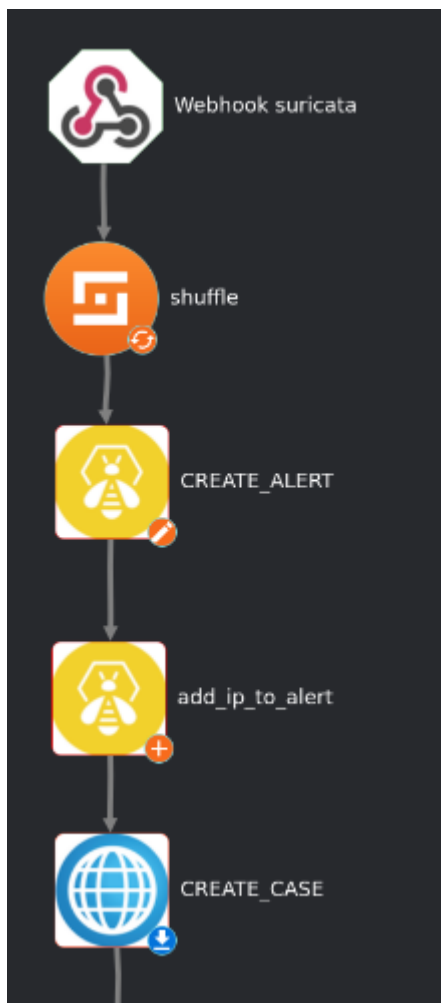 Webhook suricata
shuffle
CREATE_ALERT
add_ip_to_alert
CREATE_CASE